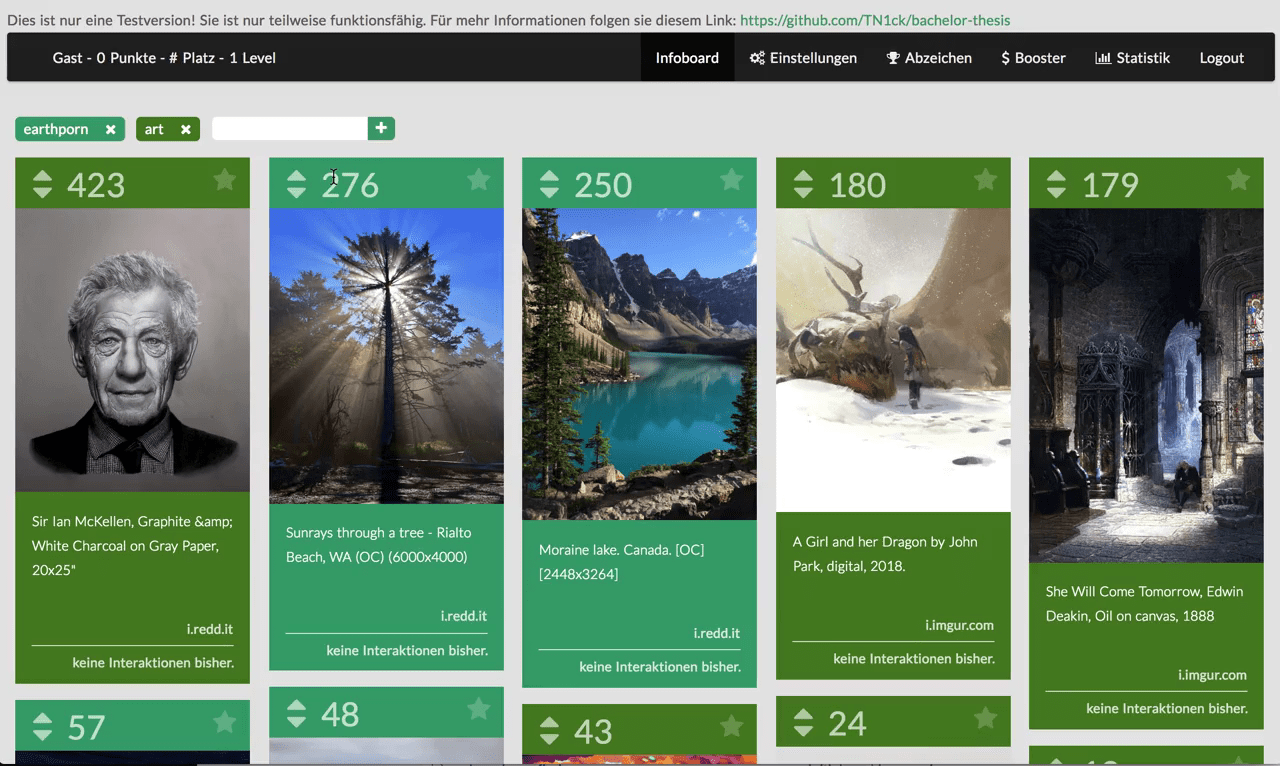 Dies ist nur eine Testversion! Sie ist nur teilweise funktionsfähig. Für mehr Informationen folgen sie diesem Link: https://github.com/TN1ck/bachelor-thesis
Gast - 0 Punkte - # Platz - 1 Level
Infoboard
Einstellungen
Abzeichen
$ Booster
Statistik
Logout
earthporn ×
art ×
+
423
Sir Ian McKellen, Graphite &amp;
White Charcoal on Gray Paper,
20x25"
i.redd.it
keine Interaktionen bisher.
276
Sunrays through a tree - Rialto
Beach, WA (OC) (6000x4000)
i.redd.it
keine Interaktionen bisher.
250
Moraine lake. Canada. [OC]
[2448x3264]
i.redd.it
keine Interaktionen bisher.
180
A Girl and her Dragon by John
Park, digital, 2018.
i.imgur.com
keine Interaktionen bisher.
179
She Will Come Tomorrow, Edwin
Deakin, Oil on canvas, 1888
i.imgur.com
keine Interaktionen bisher.
57
48
43
24